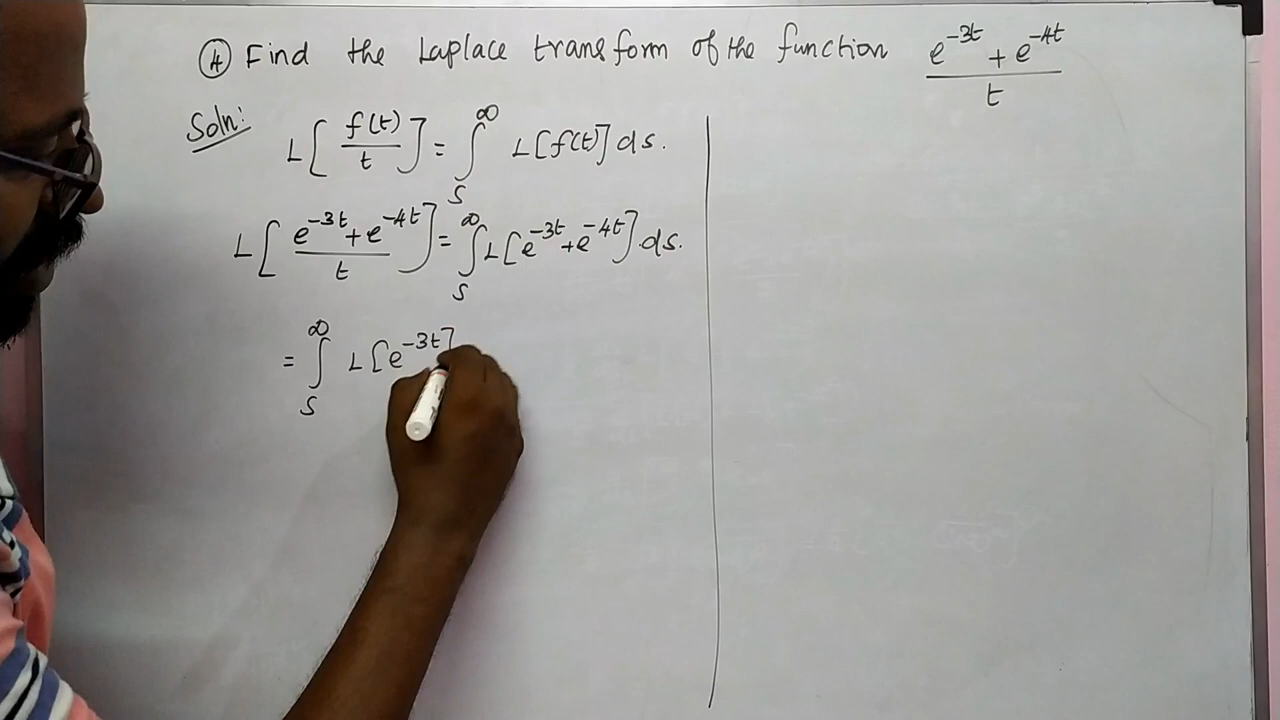 ④ Find the Laplace transform of the function (e^{-3t} + e^{-4t})/t
Soln:
L[f(t)/t] = ∫_s^∞ L[f(t)] ds.
L[(e^{-3t} + e^{-4t})/t] = ∫_s^∞ L[e^{-3t} + e^{-4t}] ds.
= ∫_s^∞ L[e^{-3t}]